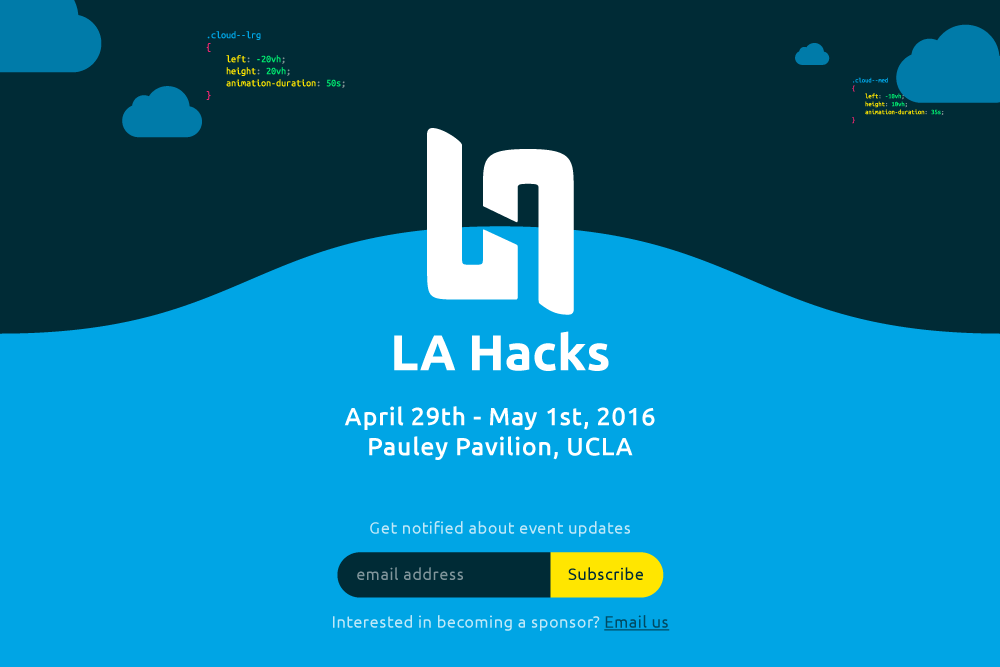 .cloud--lrg
{
left: -20vh;
height: 20vh;
animation-duration: 50s;
}
.cloud--med
{
left: -10vh;
height: 10vh;
animation-duration: 35s;
}
LA Hacks
April 29th - May 1st, 2016
Pauley Pavilion, UCLA
Get notified about event updates
email address Subscribe
Interested in becoming a sponsor? Email us